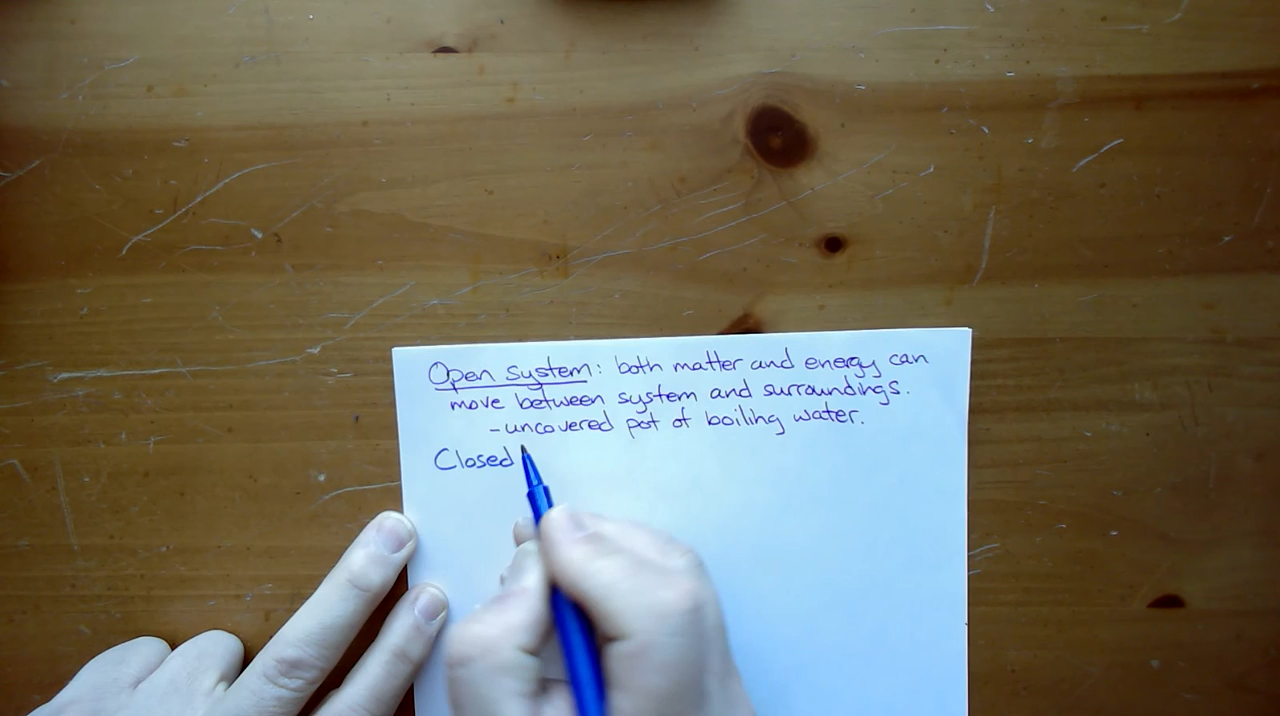 Open system: both matter and energy can
move between system and surroundings.
-uncovered pot of boiling water.
Closed